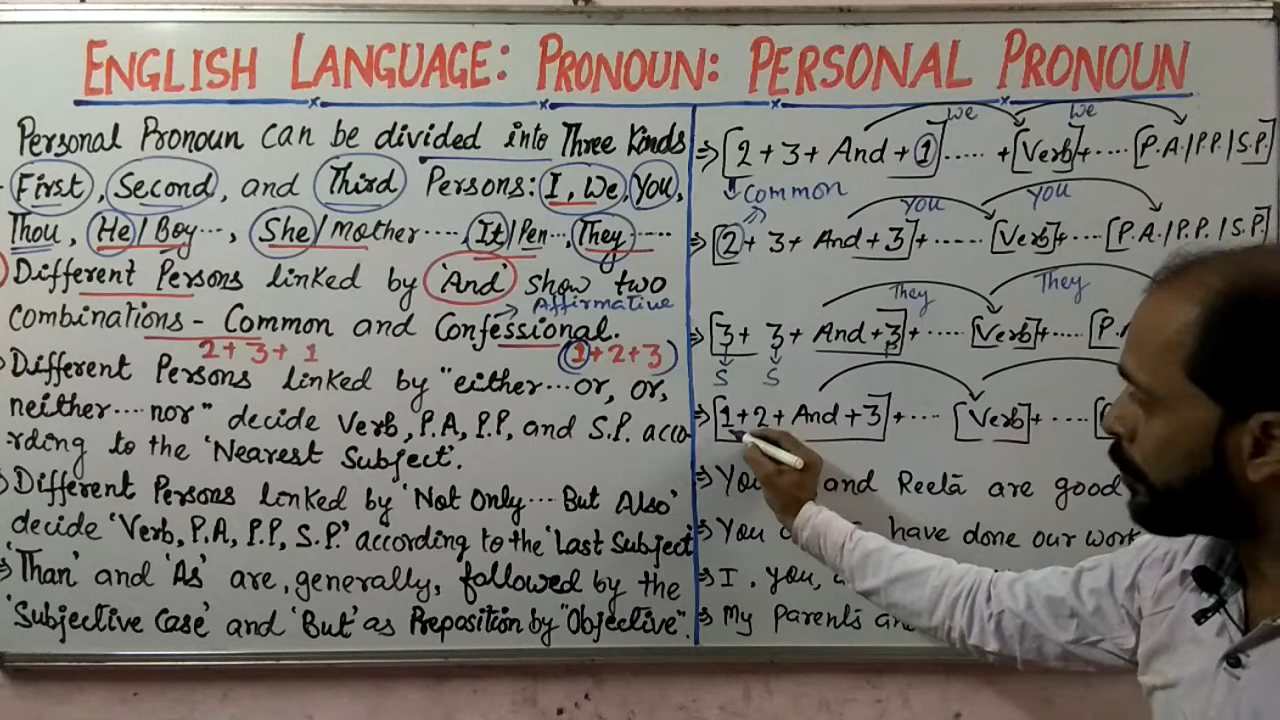 ENGLISH LANGUAGE: PRONOUN: PERSONAL PRONOUN
Personal Pronoun can be divided into Three Kinds
First, Second, and Third Persons: I, We, You,
Thou, He/Boy..., She/Mother...., It/Pen..., They.....
Different Persons linked by 'And' show two
Affirmative
combinations - Common and Confessional.
2+3+1 (1+2+3)
Different Persons linked by "either...or, or,
neither....nor" decide Verb, P.A, P.P, and S.P. acco
rding to the 'Nearest Subject'.
Different Persons linked by 'Not Only...But Also'
decide 'Verb, P.A, P.P, S.P.' according to the 'Last Subject'
'Than' and 'As' are, generally, followed by the
'Subjective Case' and 'But' as Preposition by "Objective".
We We
⇒[2+3+And+1].....+[Verb]+....[P.A./P.P./S.P.]
Common
You You
⇒[2+3+And+3]+.....[Verb]+....[P.A./P.P./S.P.]
They They
⇒[3+3+And+3]+.....[Verb]+....[P.
S S
⇒[1+2+And+3]+....[Verb]+....[
⇒ You and Reetā are good
⇒ You have done our work
⇒ I, you,
⇒ My Parents